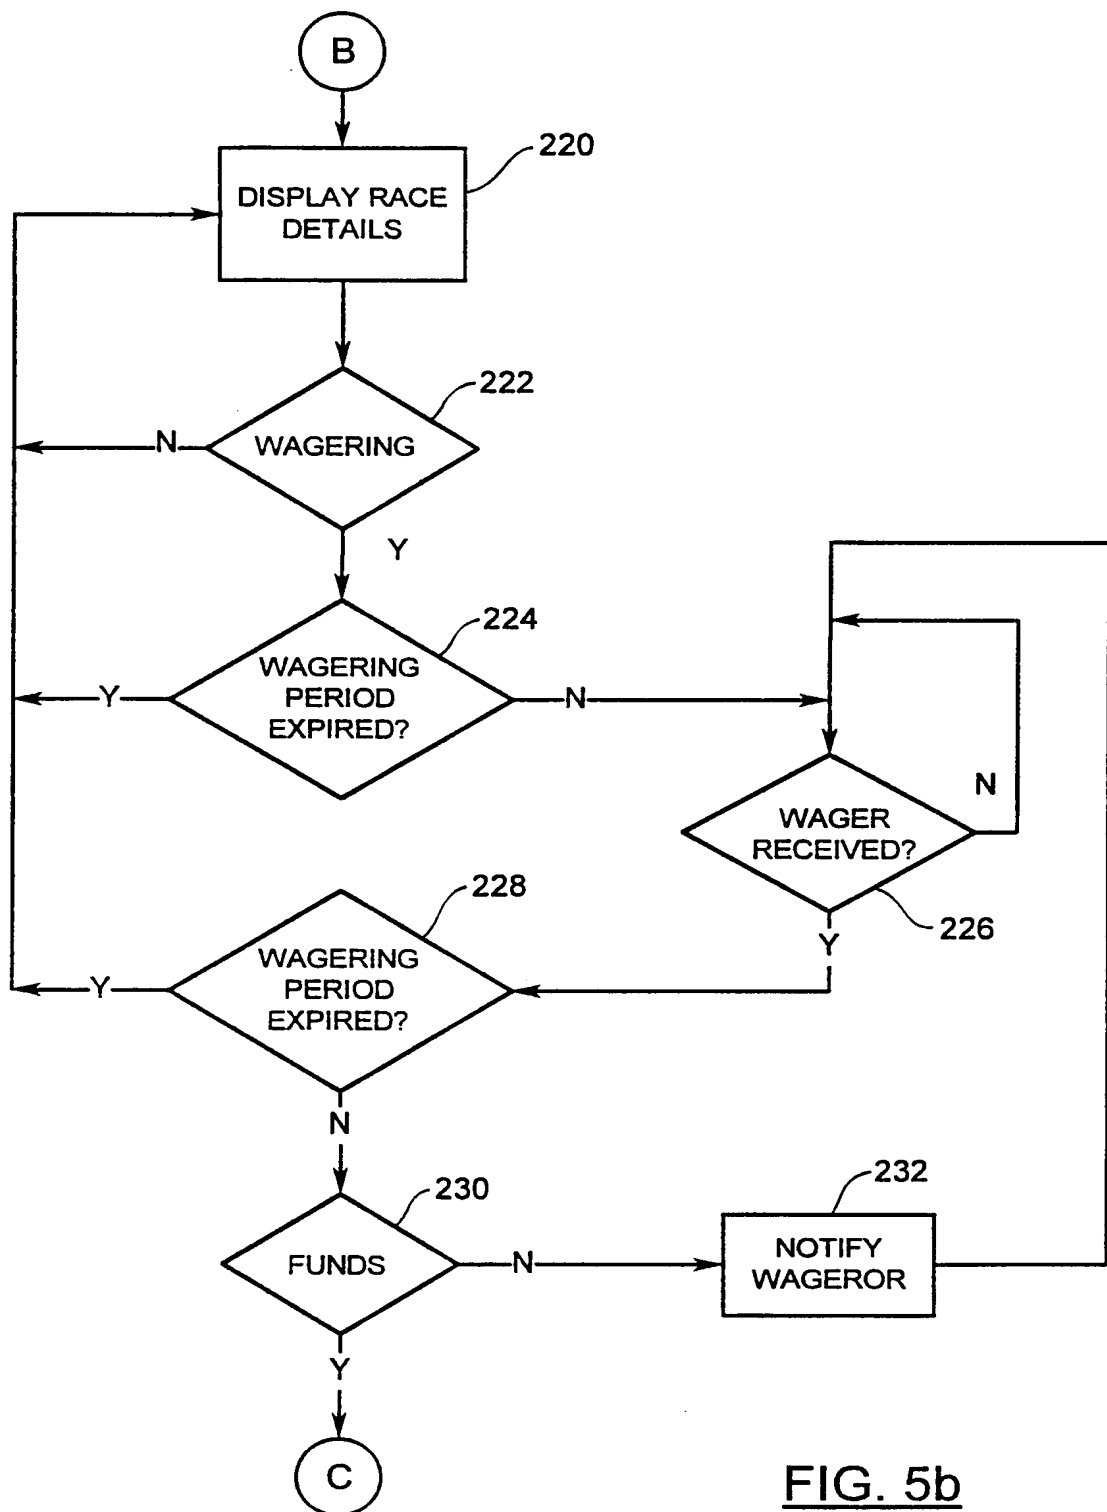 B
220
DISPLAY RACE
DETAILS
222
N
WAGERING
Y
224
WAGERING
PERIOD
EXPIRED?
Y
N
N
WAGER
RECEIVED?
226
Y
228
WAGERING
PERIOD
EXPIRED?
Y
N
230
FUNDS
N
232
NOTIFY
WAGEROR
Y
C
FIG. 5b